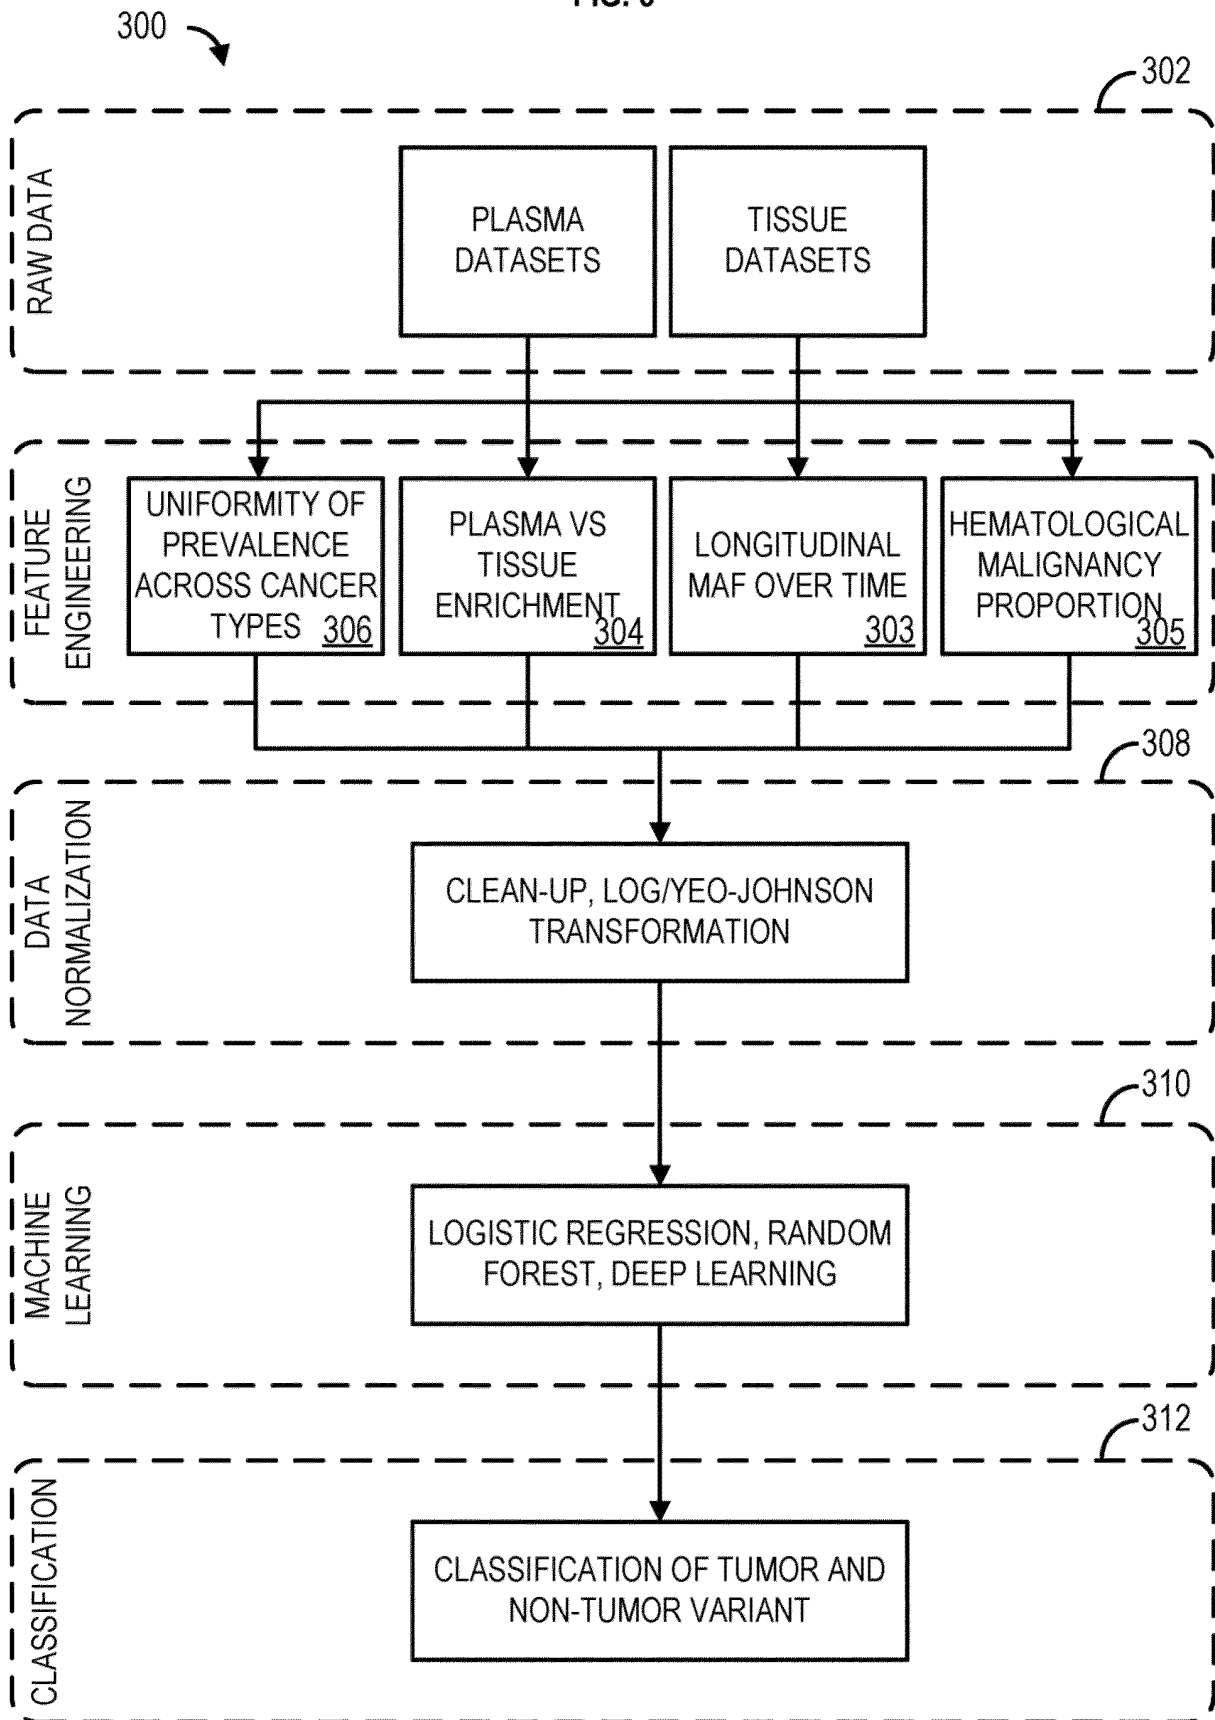 300
302
RAW DATA
PLASMA
DATASETS
TISSUE
DATASETS
FEATURE
ENGINEERING
UNIFORMITY OF
PREVALENCE
ACROSS CANCER
TYPES 306
PLASMA VS
TISSUE
ENRICHMENT
304
LONGITUDINAL
MAF OVER TIME
303
HEMATOLOGICAL
MALIGNANCY
PROPORTION
305
308
DATA
NORMALIZATION
CLEAN-UP, LOG/YEO-JOHNSON
TRANSFORMATION
310
MACHINE
LEARNING
LOGISTIC REGRESSION, RANDOM
FOREST, DEEP LEARNING
312
CLASSIFICATION
CLASSIFICATION OF TUMOR AND
NON-TUMOR VARIANT